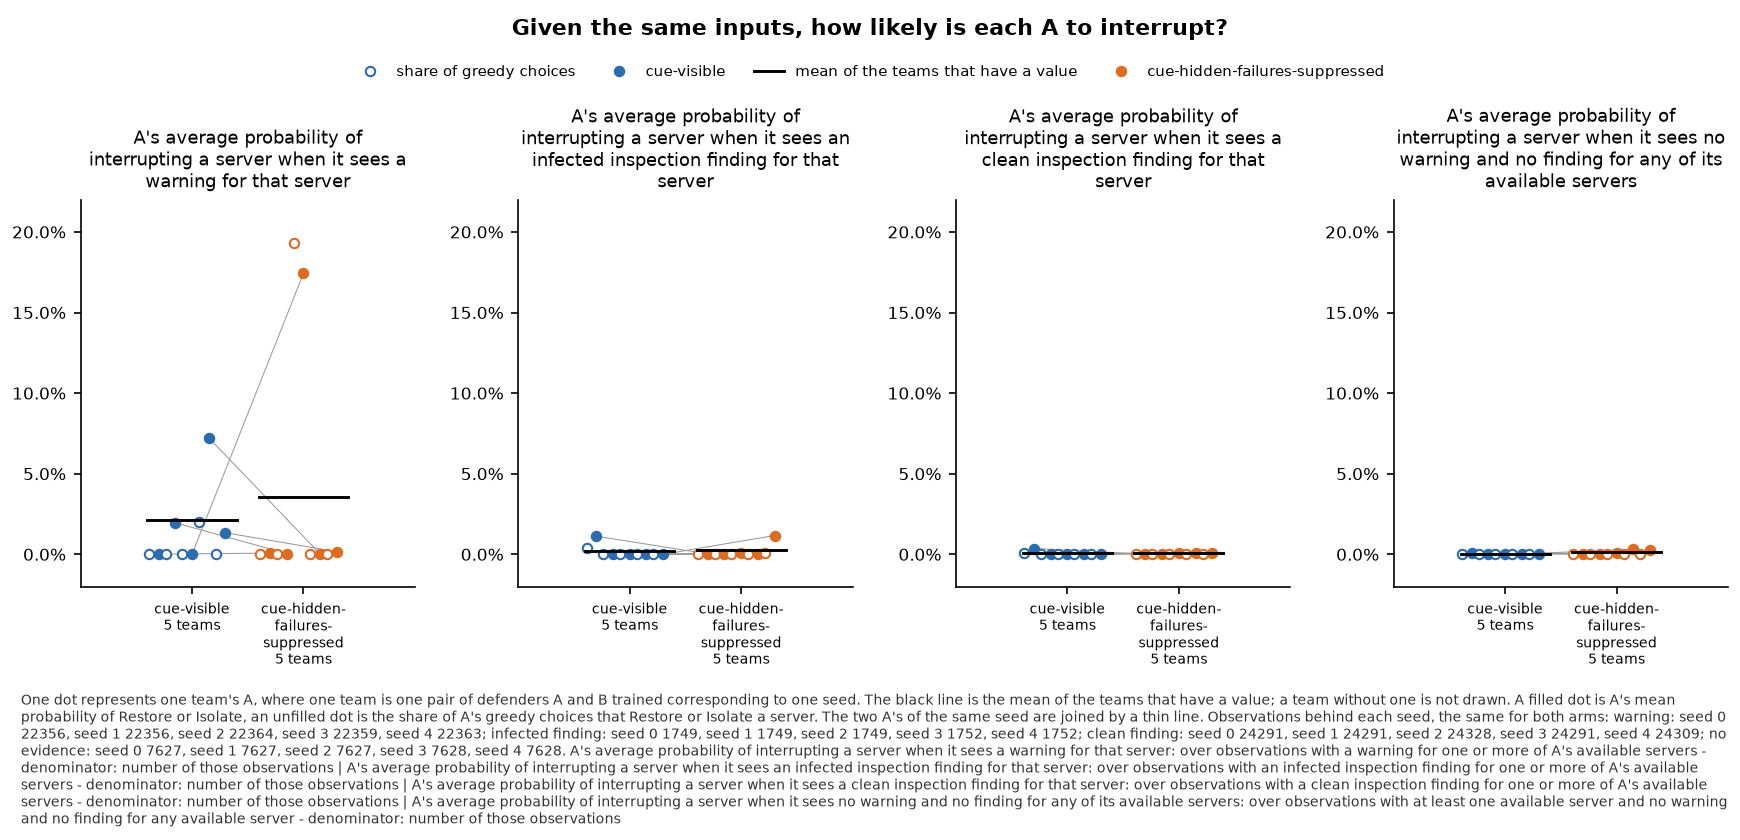 Given the same inputs, how likely is each A to interrupt?
share of greedy choices
cue-visible
mean of the teams that have a value
cue-hidden-failures-suppressed
A's average probability of
interrupting a server when it sees a
warning for that server
20.0%
15.0%
10.0%
5.0%
0.0%
cue-visible
5 teams
cue-hidden-
failures-
suppressed
5 teams
A's average probability of
interrupting a server when it sees an
infected inspection finding for that
server
20.0%
15.0%
10.0%
5.0%
0.0%
cue-visible
5 teams
cue-hidden-
failures-
suppressed
5 teams
A's average probability of
interrupting a server when it sees a
clean inspection finding for that
server
20.0%
15.0%
10.0%
5.0%
0.0%
cue-visible
5 teams
cue-hidden-
failures-
suppressed
5 teams
A's average probability of
interrupting a server when it sees no
warning and no finding for any of its
available servers
20.0%
15.0%
10.0%
5.0%
0.0%
cue-visible
5 teams
cue-hidden-
failures-
suppressed
5 teams
One dot represents one team's A, where one team is one pair of defenders A and B trained corresponding to one seed. The black line is the mean of the teams that have a value; a team without one is not drawn. A filled dot is A's mean
probability of Restore or Isolate, an unfilled dot is the share of A's greedy choices that Restore or Isolate a server. The two A's of the same seed are joined by a thin line. Observations behind each seed, the same for both arms: warning: seed 0
22356, seed 1 22356, seed 2 22364, seed 3 22359, seed 4 22363; infected finding: seed 0 1749, seed 1 1749, seed 2 1749, seed 3 1752, seed 4 1752; clean finding: seed 0 24291, seed 1 24291, seed 2 24328, seed 3 24291, seed 4 24309; no
evidence: seed 0 7627, seed 1 7627, seed 2 7627, seed 3 7628, seed 4 7628. A's average probability of interrupting a server when it sees a warning for that server: over observations with a warning for one or more of A's available servers -
denominator: number of those observations | A's average probability of interrupting a server when it sees an infected inspection finding for that server: over observations with an infected inspection finding for one or more of A's available
servers - denominator: number of those observations | A's average probability of interrupting a server when it sees a clean inspection finding for that server: over observations with a clean inspection finding for one or more of A's available
servers - denominator: number of those observations | A's average probability of interrupting a server when it sees no warning and no finding for any of its available servers: over observations with at least one available server and no warning
and no finding for any available server - denominator: number of those observations